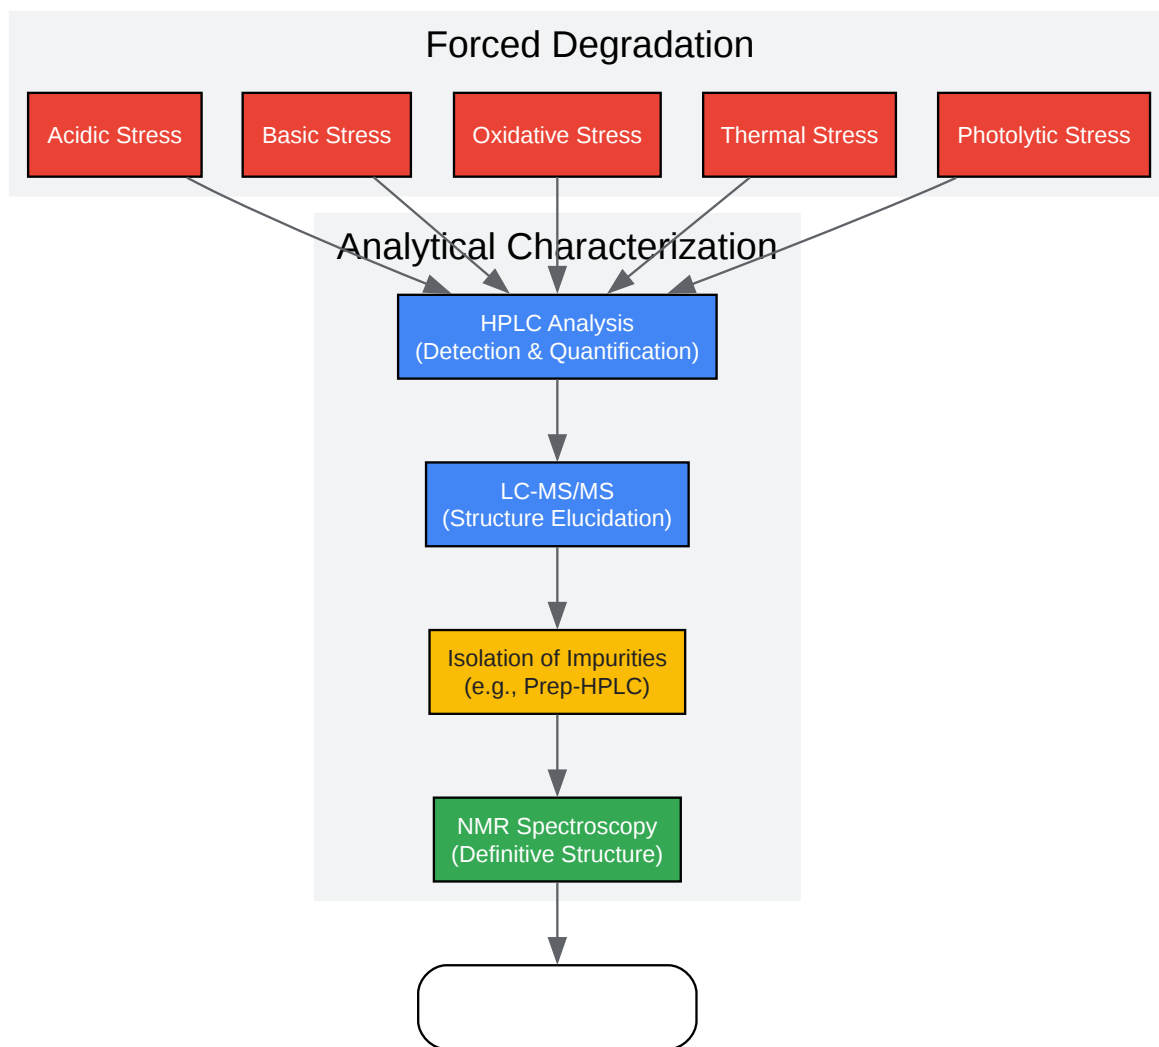 Forced Degradation
Acidic Stress
Basic Stress
Oxidative Stress
Thermal Stress
Photolytic Stress
Analytical Characterization
HPLC Analysis
(Detection & Quantification)
LC-MS/MS
(Structure Elucidation)
Isolation of Impurities
(e.g., Prep-HPLC)
NMR Spectroscopy
(Definitive Structure)